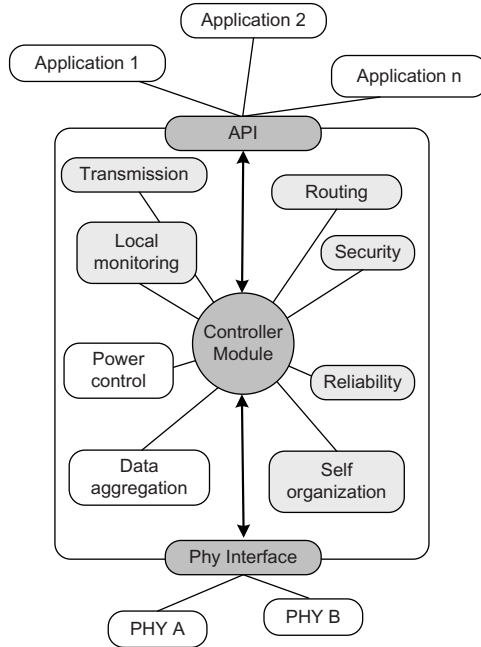 Application 2
Application 1
Application n
API
Transmission
Routing
Local
monitoring
Security
Controller
Module
Power
control
Reliability
Data
aggregation
Self
organization
Phy Interface
PHY A
PHY B